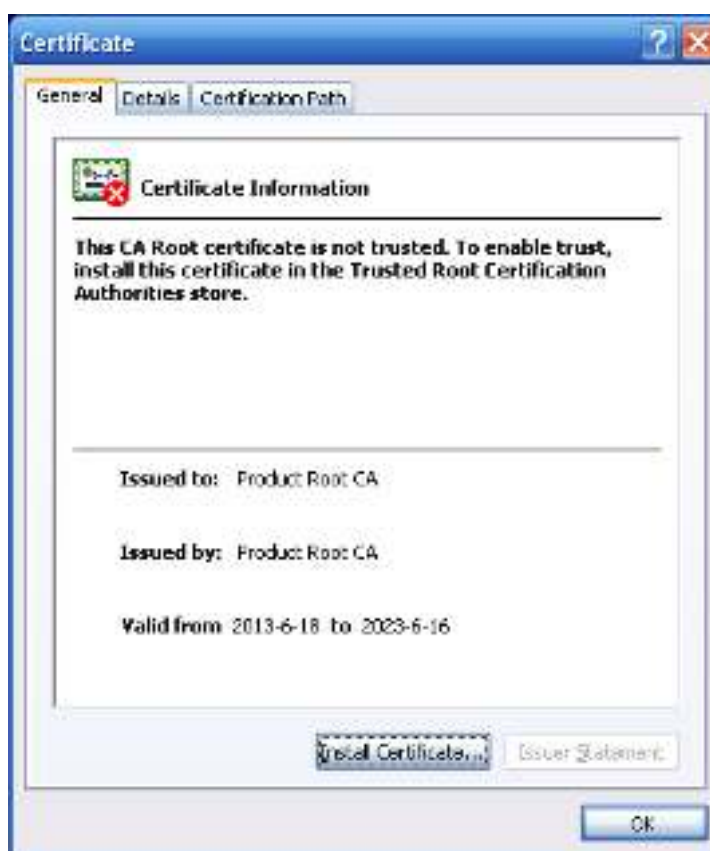 Certificate
General Details Certification Path
Certificate Information
This CA Root certificate is not trusted. To enable trust,
install this certificate in the Trusted Root Certification
Authorities store.
Issued to: Product Root CA
Issued by: Product Root CA
Valid from 2013-6-18 to 2023-6-16
Install Certificate... Issuer Statement
OK